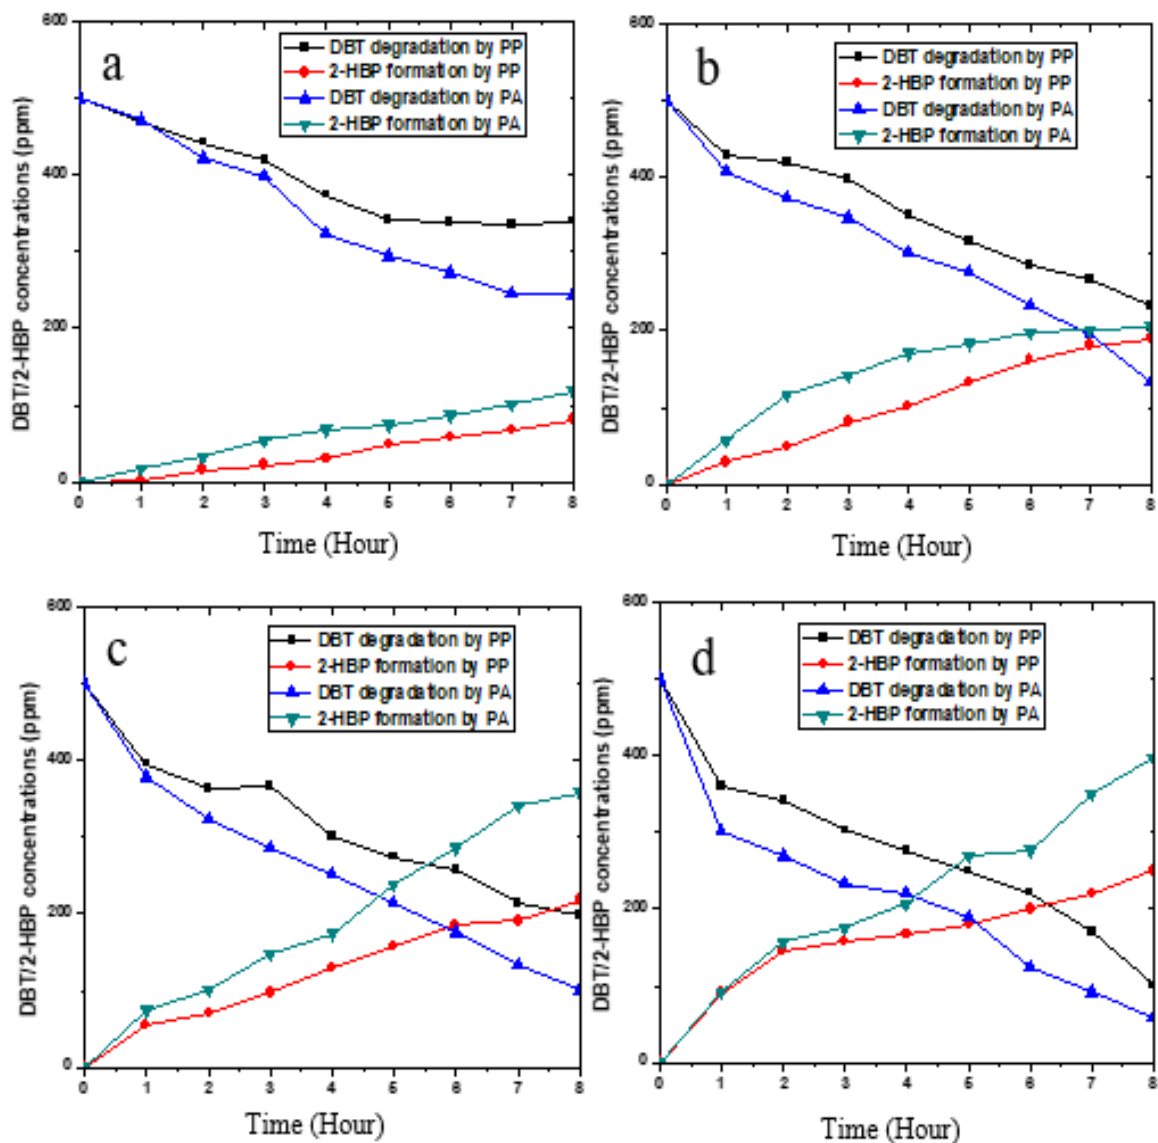 a
DBT degradation by PP
2-HBP formation by PP
DBT degradation by PA
2-HBP formation by PA
DBT/2-HBP concentrations (ppm)
600
400
200
0
0 1 2 3 4 5 6 7 8
Time (Hour)
b
DBT degradation by PP
2-HBP formation by PP
DBT degradation by PA
2-HBP formation by PA
DBT/2-HBP concentrations (ppm)
600
400
200
0
0 1 2 3 4 5 6 7 8
Time (Hour)
c
DBT degradation by PP
2-HBP formation by PP
DBT degradation by PA
2-HBP formation by PA
DBT/2-HBP concentrations (ppm)
600
400
200
0
0 1 2 3 4 5 6 7 8
Time (Hour)
d
DBT degradation by PP
2-HBP formation by PP
DBT degradation by PA
2-HBP formation by PA
DBT/2-HBP concentrations (ppm)
600
400
200
0
0 1 2 3 4 5 6 7 8
Time (Hour)